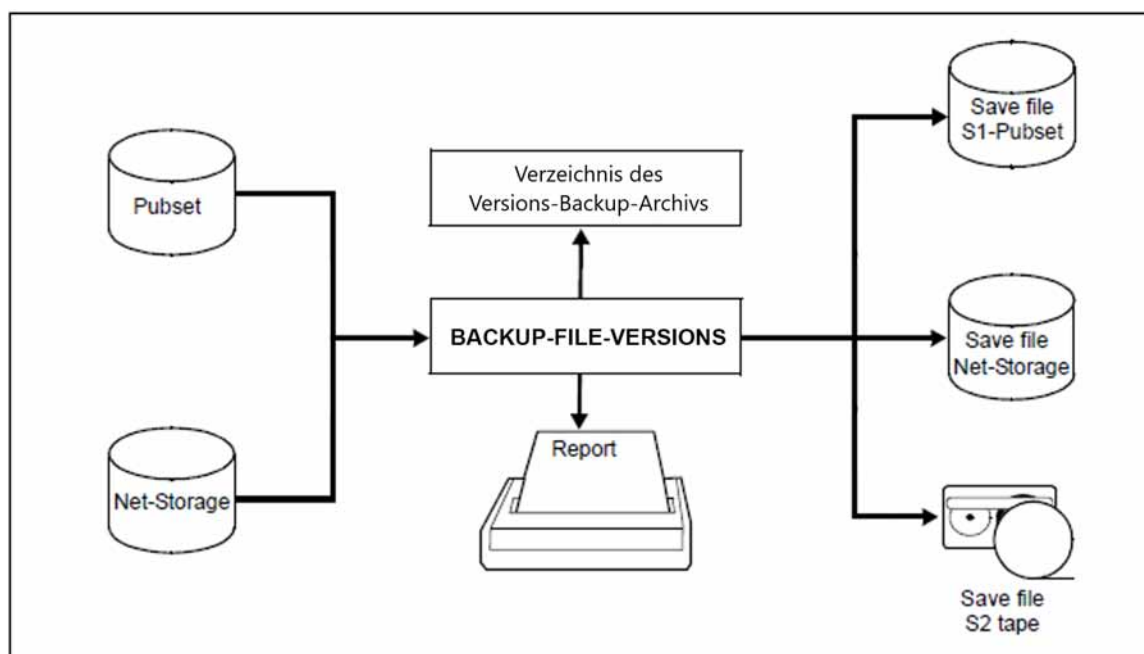 Pubset
Net-Storage
Verzeichnis des
Versions-Backup-Archivs
BACKUP-FILE-VERSIONS
Report
Save file
S1-Pubset
Save file
Net-Storage
Save file
S2 tape